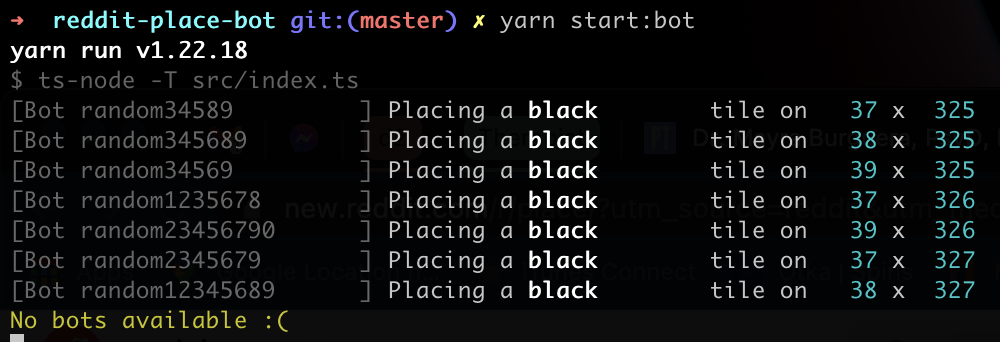 ➜ reddit-place-bot git:(master) ✗ yarn start:bot
yarn run v1.22.18
$ ts-node -T src/index.ts
[Bot random34589 ] Placing a black tile on 37 x 325
[Bot random345689 ] Placing a black tile on 38 x 325
[Bot random34569 ] Placing a black tile on 39 x 325
[Bot random1235678 ] Placing a black tile on 37 x 326
[Bot random23456790 ] Placing a black tile on 39 x 326
[Bot random2345679 ] Placing a black tile on 37 x 327
[Bot random12345689 ] Placing a black tile on 38 x 327
No bots available :(